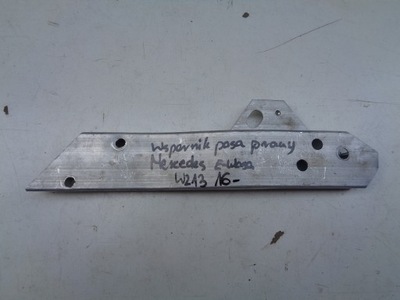 wspornik pasa prawy
Mercedes E-klasa
W213 16-